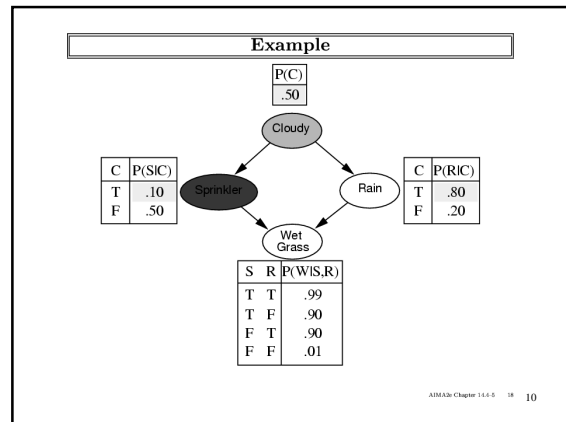 Example
P(C)
.50
Cloudy
C P(S|C)
T .10
F .50
Sprinkler
Rain
C P(R|C)
T .80
F .20
Wet
Grass
S R P(W|S,R)
T T .99
T F .90
F T .90
F F .01
AIMA2e Chapter 14.4-5 18 10